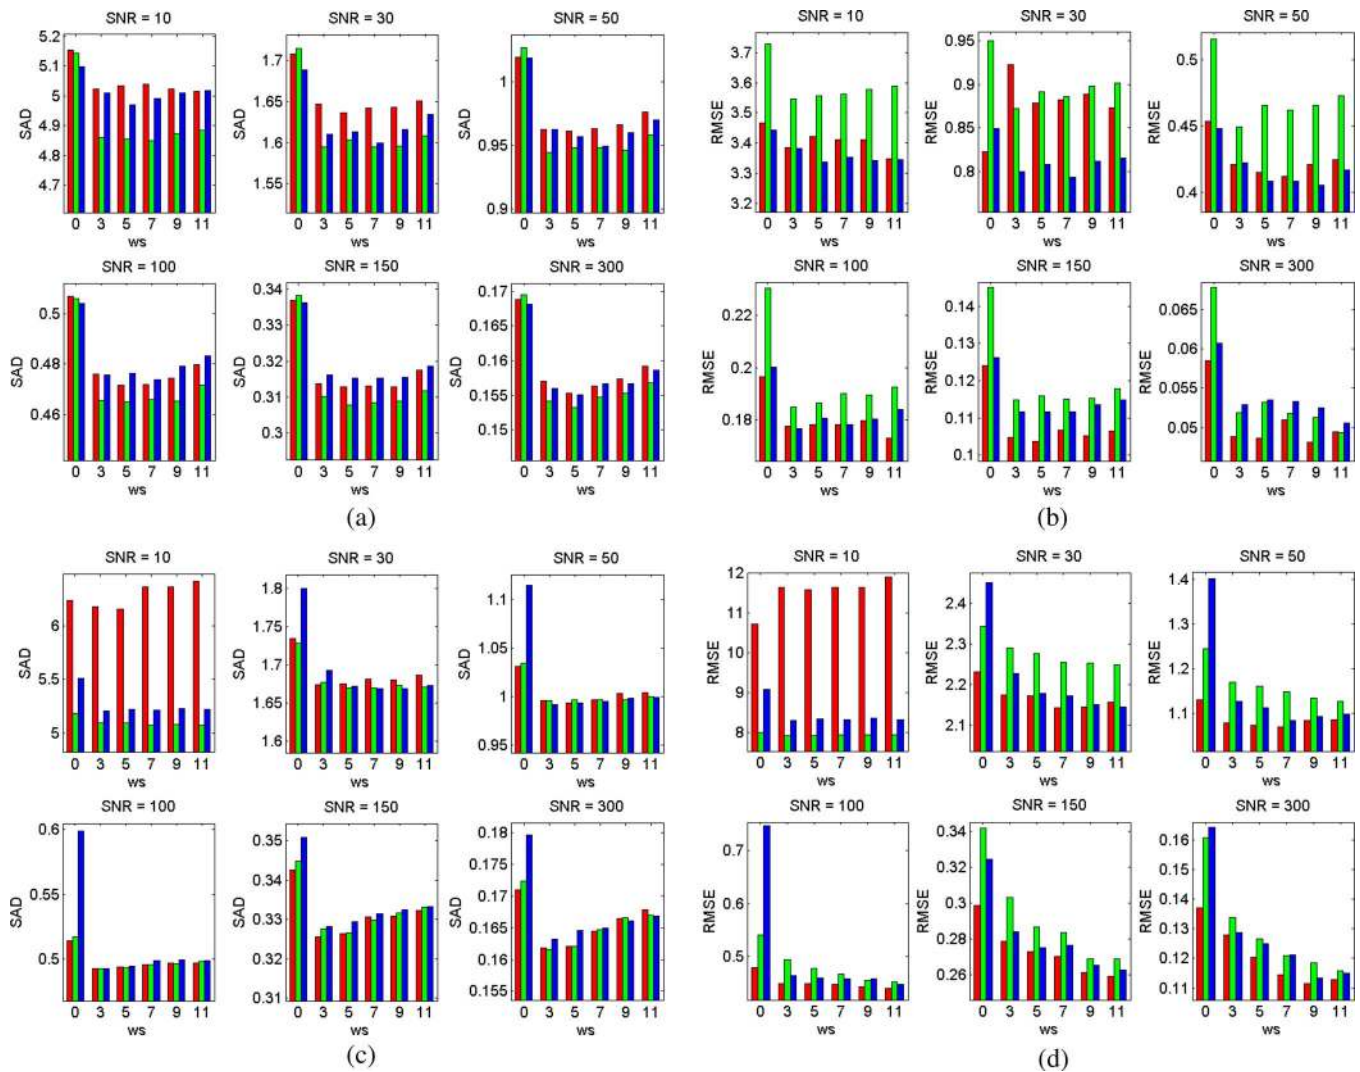 SNR = 10
SNR = 30
SNR = 50
5.2
5.1
5
4.9
4.8
4.7
SAD
0 3 5 7 9 11
ws
1.7
1.65
1.6
1.55
SAD
0 3 5 7 9 11
ws
1
0.95
0.9
SAD
0 3 5 7 9 11
ws
SNR = 100
SNR = 150
SNR = 300
0.5
0.48
0.46
SAD
0 3 5 7 9 11
ws
0.34
0.33
0.32
0.31
0.3
SAD
0 3 5 7 9 11
ws
0.17
0.165
0.16
0.155
0.15
SAD
0 3 5 7 9 11
ws
(a)
SNR = 10
SNR = 30
SNR = 50
3.7
3.6
3.5
3.4
3.3
3.2
RMSE
0 3 5 7 9 11
ws
0.95
0.9
0.85
0.8
RMSE
0 3 5 7 9 11
ws
0.5
0.45
0.4
RMSE
0 3 5 7 9 11
ws
SNR = 100
SNR = 150
SNR = 300
0.22
0.2
0.18
RMSE
0 3 5 7 9 11
ws
0.14
0.13
0.12
0.11
0.1
RMSE
0 3 5 7 9 11
ws
0.065
0.06
0.055
0.05
RMSE
0 3 5 7 9 11
ws
(b)
SNR = 10
SNR = 30
SNR = 50
6
5.5
5
SAD
0 3 5 7 9 11
ws
1.8
1.75
1.7
1.65
1.6
SAD
0 3 5 7 9 11
ws
1.1
1.05
1
0.95
SAD
0 3 5 7 9 11
ws
SNR = 100
SNR = 150
SNR = 300
0.6
0.5
0.5
SAD
0 3 5 7 9 11
ws
0.35
0.34
0.33
0.32
0.31
SAD
0 3 5 7 9 11
ws
0.18
0.175
0.17
0.165
0.16
0.155
SAD
0 3 5 7 9 11
ws
(c)
SNR = 10
SNR = 30
SNR = 50
12
11
10
9
8
RMSE
0 3 5 7 9 11
ws
2.4
2.3
2.2
2.1
RMSE
0 3 5 7 9 11
ws
1.4
1.3
1.2
1.1
RMSE
0 3 5 7 9 11
ws
SNR = 100
SNR = 150
SNR = 300
0.7
0.6
0.5
RMSE
0 3 5 7 9 11
ws
0.34
0.32
0.3
0.28
0.26
RMSE
0 3 5 7 9 11
ws
0.16
0.15
0.14
0.13
0.12
0.11
RMSE
0 3 5 7 9 11
ws
(d)